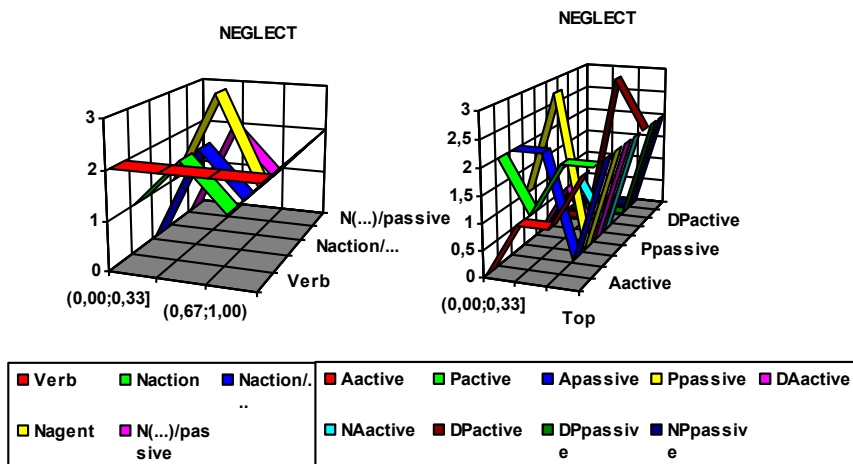 NEGLECT
3
2
1
0
(0,00;0,33]
(0,67;1,00)
N(...)/passive
Naction/...
Verb
NEGLECT
3
2,5
2
1,5
1
0,5
0
(0,00;0,33]
Top
DPactive
Ppassive
Aactive
Verb Naction Naction/.
..
Nagent N(...)/pas
sive
Aactive Pactive Apassive Ppassive DAactive
NAactive DPactive DPpassiv
e NPpassiv
e